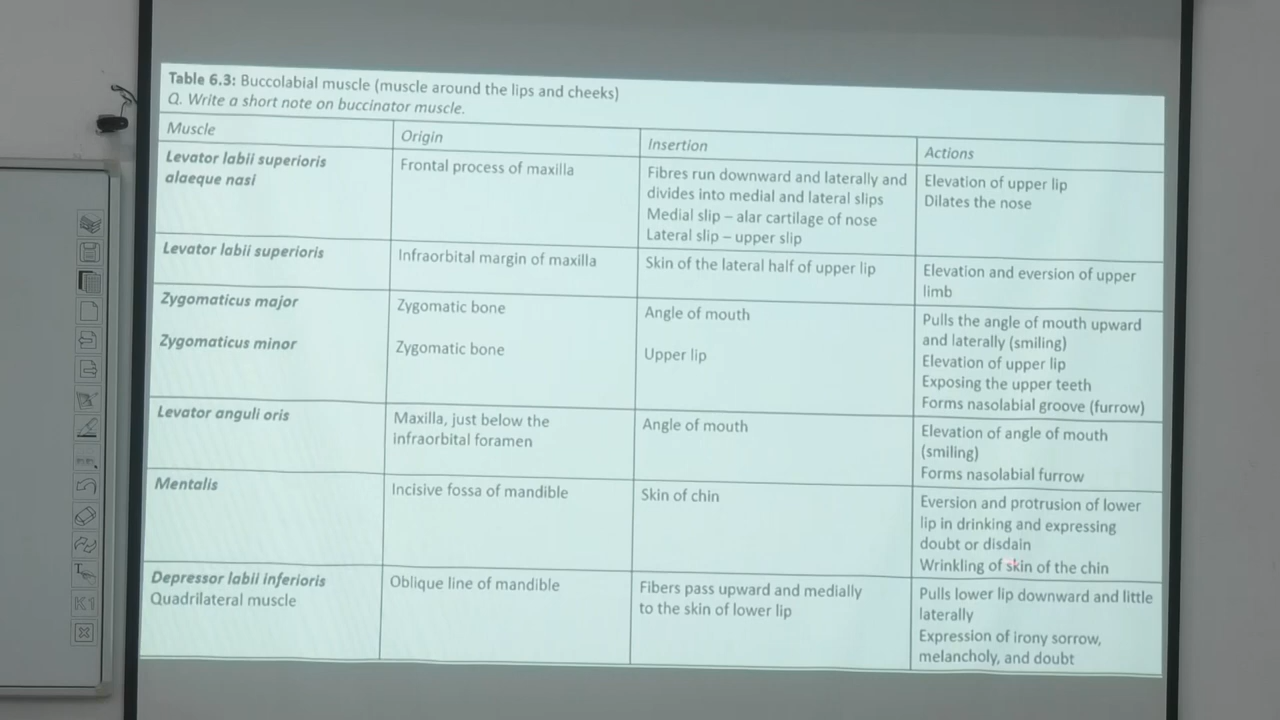 Table 6.3: Buccolabial muscle (muscle around the lips and cheeks)
Q. Write a short note on buccinator muscle.
Muscle
Origin
Insertion
Actions
Levator labii superioris
alaeque nasi
Frontal process of maxilla
Fibres run downward and laterally and
divides into medial and lateral slips
Medial slip – alar cartilage of nose
Lateral slip – upper slip
Elevation of upper lip
Dilates the nose
Levator labii superioris
Infraorbital margin of maxilla
Skin of the lateral half of upper lip
Elevation and eversion of upper
limb
Zygomaticus major
Zygomatic bone
Angle of mouth
Pulls the angle of mouth upward
and laterally (smiling)
Zygomaticus minor
Zygomatic bone
Upper lip
Elevation of upper lip
Exposing the upper teeth
Forms nasolabial groove (furrow)
Levator anguli oris
Maxilla, just below the
infraorbital foramen
Angle of mouth
Elevation of angle of mouth
(smiling)
Forms nasolabial furrow
Mentalis
Incisive fossa of mandible
Skin of chin
Eversion and protrusion of lower
lip in drinking and expressing
doubt or disdain
Wrinkling of skin of the chin
Depressor labii inferioris
Quadrilateral muscle
Oblique line of mandible
Fibers pass upward and medially
to the skin of lower lip
Pulls lower lip downward and little
laterally
Expression of irony sorrow,
melancholy, and doubt
K1